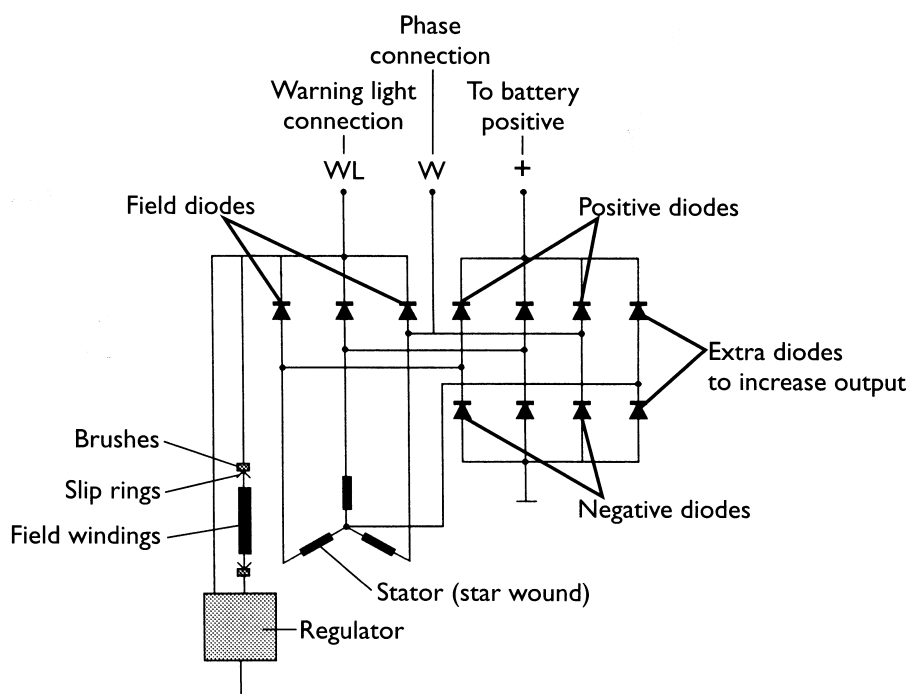 Phase
connection
Warning light
connection
To battery
positive
WL
W
+
Field diodes
Positive diodes
Extra diodes
to increase output
Brushes
Slip rings
Field windings
Negative diodes
Stator (star wound)
Regulator